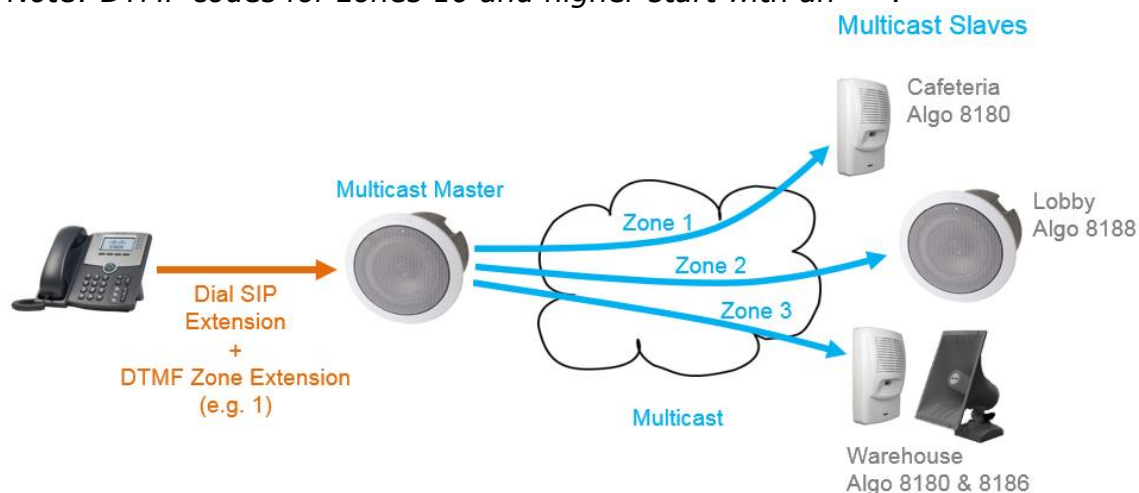 Multicast Slaves
Cafeteria
Algo 8180
Multicast Master
Zone 1
Lobby
Algo 8188
Zone 2
Dial SIP
Extension
+
DTMF Zone Extension
(e.g. 1)
Zone 3
Multicast
Warehouse
Algo 8180 & 8186